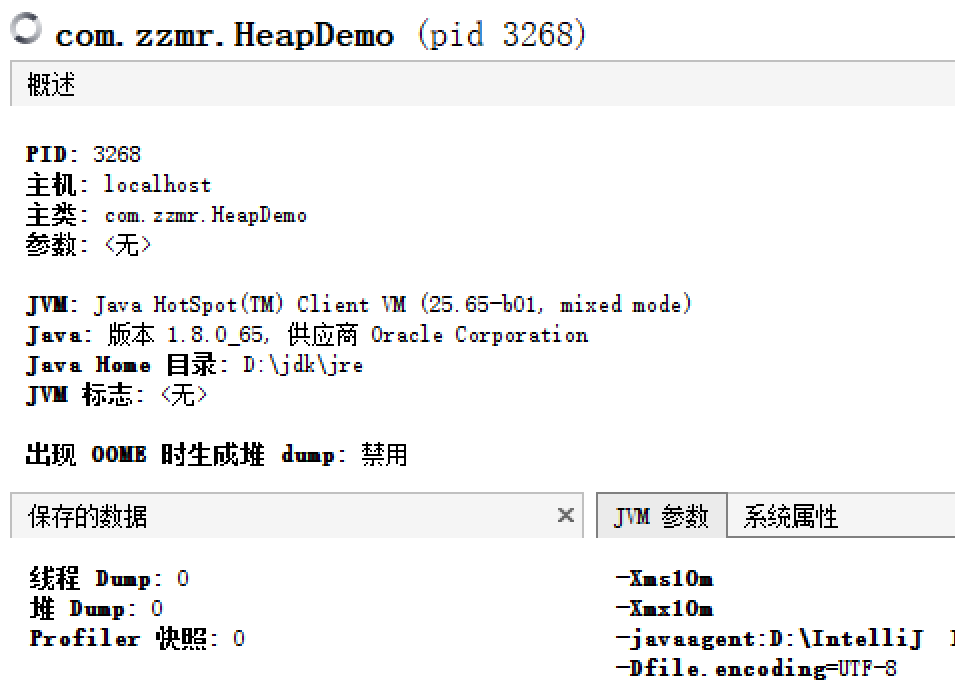 com.zzmr.HeapDemo (pid 3268)
概述
PID: 3268
主机: localhost
主类: com.zzmr.HeapDemo
参数: <无>
JVM: Java HotSpot(TM) Client VM (25.65-b01, mixed mode)
Java: 版本 1.8.0_65, 供应商 Oracle Corporation
Java Home 目录: D:\jdk\jre
JVM 标志: <无>
出现 OOME 时生成堆 dump: 禁用
保存的数据
线程 Dump: 0
堆 Dump: 0
Profiler 快照: 0
JVM 参数 系统属性
-Xms10m
-Xmx10m
-javaagent:D:\IntelliJ
-Dfile.encoding=UTF-8